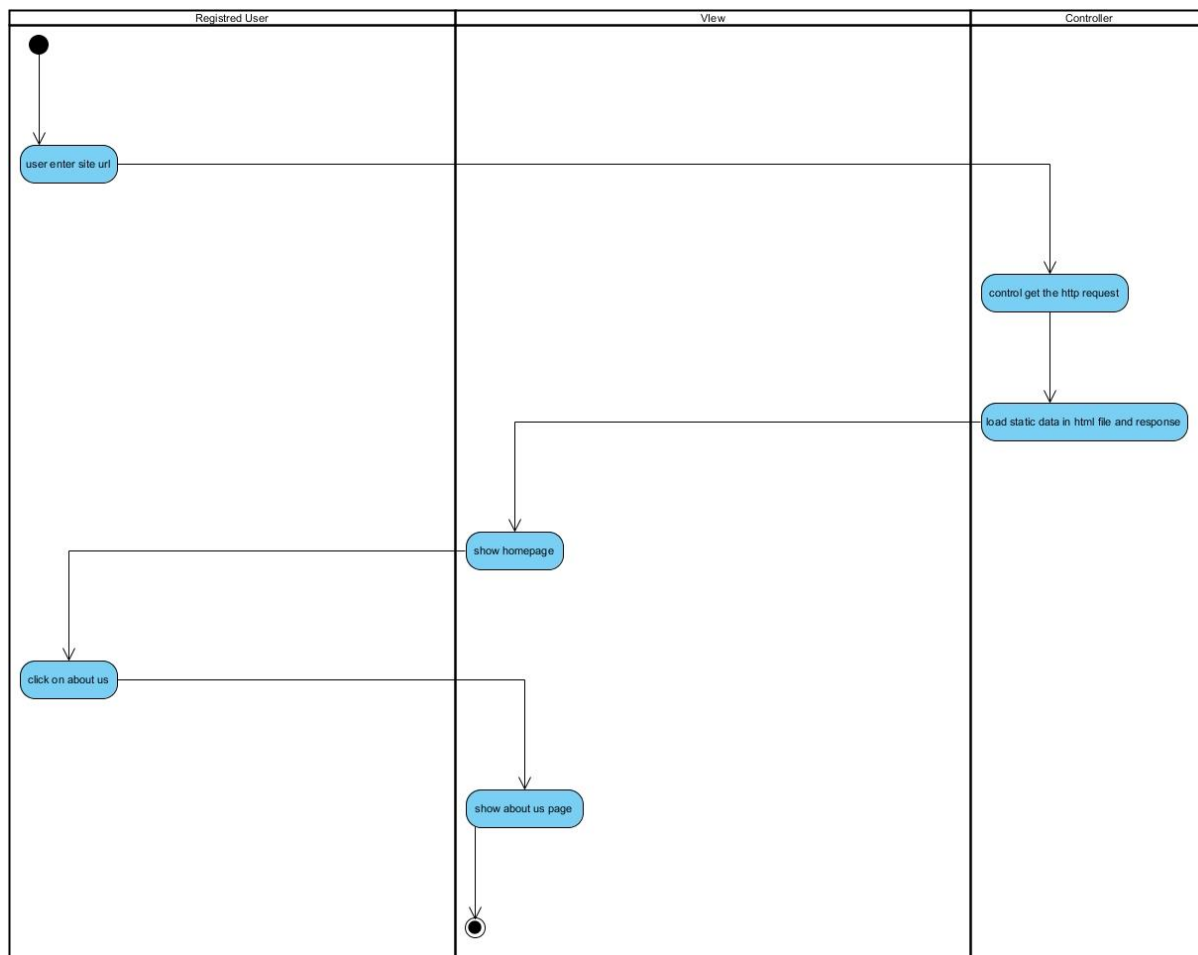 Registred User
VIew
Controller
user enter site url
control get the http request
load static data in html file and response
show homepage
click on about us
show about us page